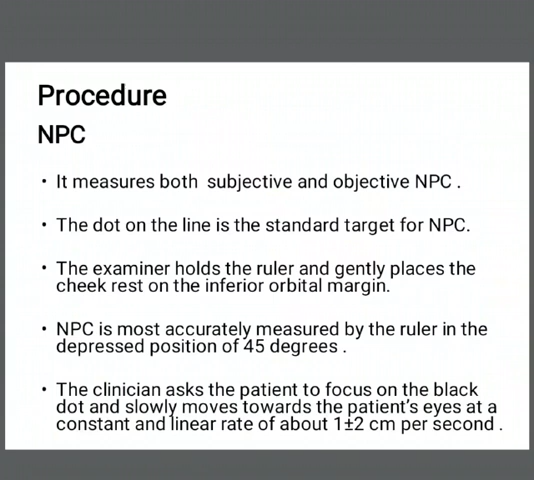 Procedure
NPC
• It measures both subjective and objective NPC .
• The dot on the line is the standard target for NPC.
• The examiner holds the ruler and gently places the
cheek rest on the inferior orbital margin.
• NPC is most accurately measured by the ruler in the
depressed position of 45 degrees .
• The clinician asks the patient to focus on the black
dot and slowly moves towards the patient's eyes at a
constant and linear rate of about 1±2 cm per second .